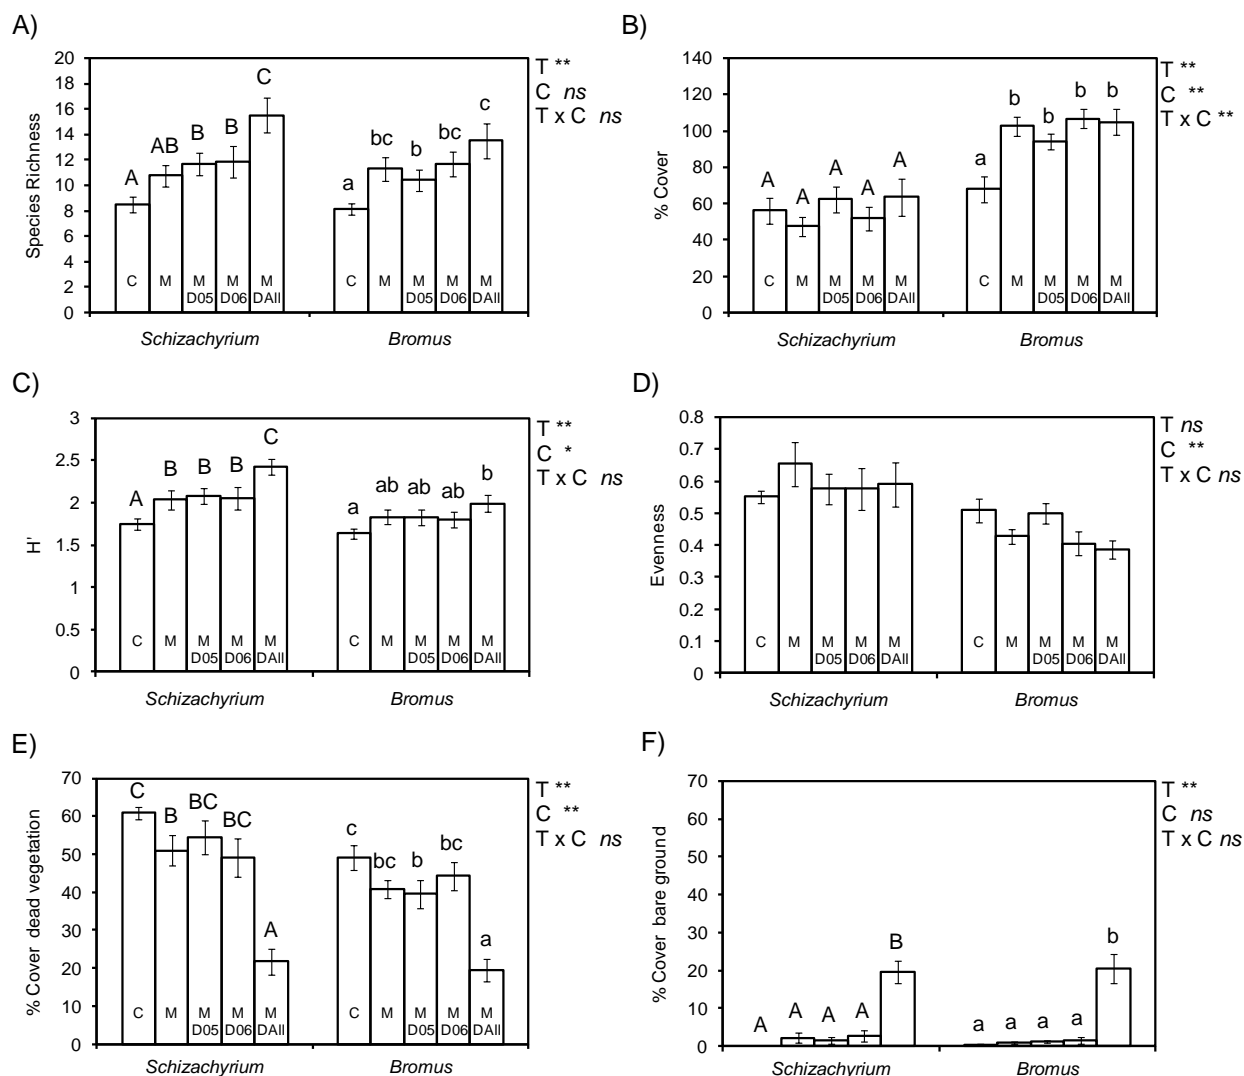 A)
20
18
16
14
12
10
8
6
4
2
0
Species Richness
A
AB
B
B
C
a
bc
b
bc
c
C
M
M
D05
M
D06
M
DAll
C
M
M
D05
M
D06
M
DAll
Schizachyrium
Bromus
T **
C ns
T x C ns
B)
140
120
100
80
60
40
20
0
% Cover
A
A
A
A
A
a
b
b
b
b
C
M
M
D05
M
D06
M
DAll
C
M
M
D05
M
D06
M
DAll
Schizachyrium
Bromus
T **
C **
T x C **
C)
3
2.5
2
1.5
1
0.5
0
H'
A
B
B
B
C
a
ab
ab
ab
b
C
M
M
D05
M
D06
M
DAll
C
M
M
D05
M
D06
M
DAll
Schizachyrium
Bromus
T **
C *
T x C ns
D)
0.8
0.7
0.6
0.5
0.4
0.3
0.2
0.1
0
Evenness
C
M
M
D05
M
D06
M
DAll
C
M
M
D05
M
D06
M
DAll
Schizachyrium
Bromus
T ns
C **
T x C ns
E)
70
60
50
40
30
20
10
0
% Cover dead vegetation
C
B
BC
BC
A
c
bc
b
bc
a
C
M
M
D05
M
D06
M
DAll
C
M
M
D05
M
D06
M
DAll
Schizachyrium
Bromus
T **
C **
T x C ns
F)
70
60
50
40
30
20
10
0
% Cover bare ground
A
A
A
A
B
a
a
a
a
b
Schizachyrium
Bromus
T **
C ns
T x C ns